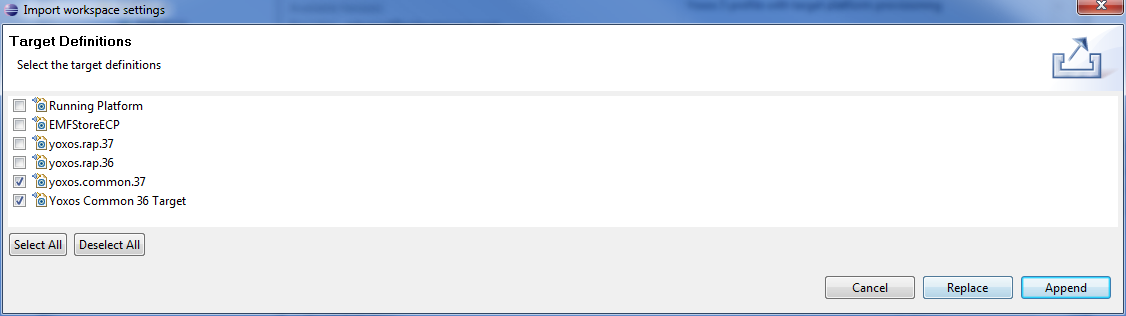 Import workspace settings
Target Definitions
Select the target definitions
Running Platform
EMFStoreECP
yoxos.rap.37
yoxos.rap.36
yoxos.common.37
Yoxos Common 36 Target
Select All Deselect All
Cancel Replace Append